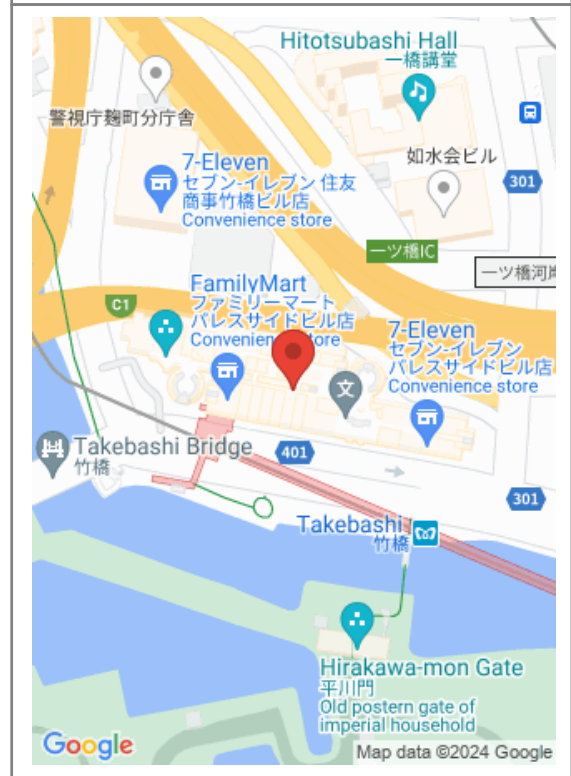 Hitotsubashi Hall
一橋講堂
警視庁麹町分庁舎
如水会ビル
7-Eleven
セブン-イレブン 住友
商事竹橋ビル店
Convenience store
301
一ツ橋IC
一ツ橋河岸
FamilyMart
ファミリーマート
パレスサイドビル店
Convenience store
C1
7-Eleven
セブン-イレブン
パレスサイドビル店
Convenience store
文
Takebashi Bridge
竹橋
401
301
Takebashi
竹橋
Hirakawa-mon Gate
平川門
Old postern gate of
imperial household
Google
Map data ©2024 Google